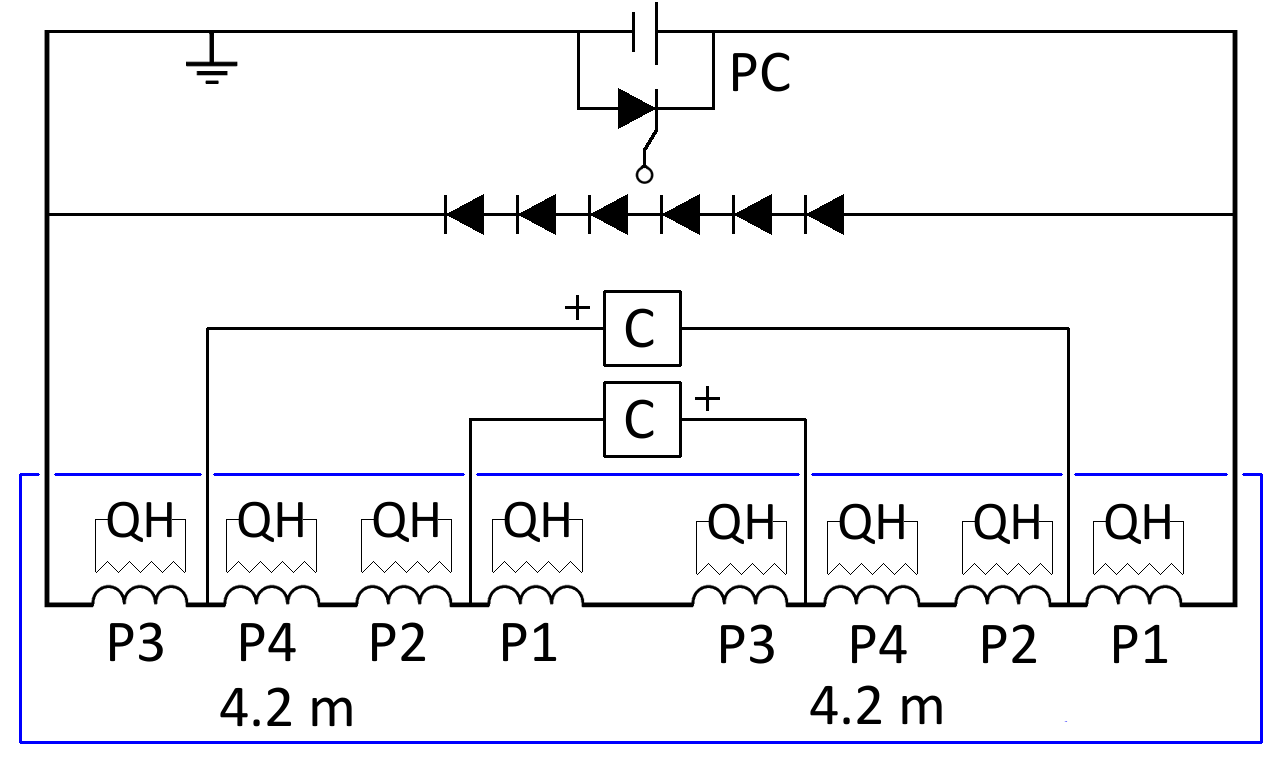 PC
+ C
C +
QH QH QH QH QH QH QH QH
P3 P4 P2 P1 P3 P4 P2 P1
4.2 m 4.2 m